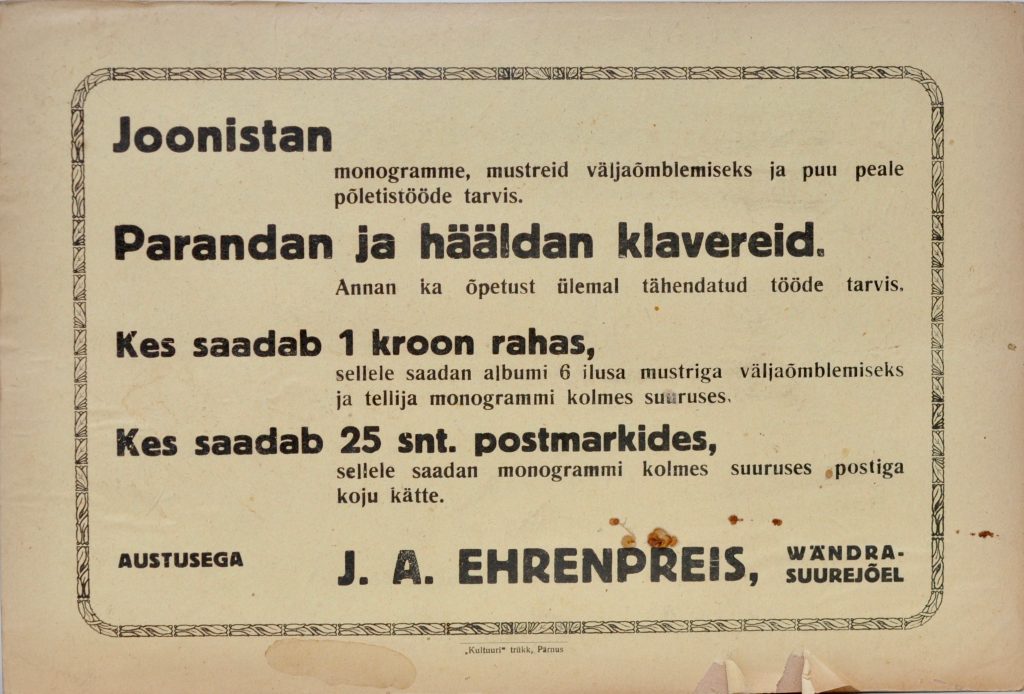 Joonistan
monogramme, mustreid väljaõmblemiseks ja puu peale
põletistööde tarvis.
Parandan ja hääldan klavereid.
Annan ka õpetust ülemal tähendatud tööde tarvis.
Kes saadab 1 kroon rahas,
sellele saadan albumi 6 ilusa mustriga väljaõmblemiseks
ja tellija monogrammi kolmes suuruses.
Kes saadab 25 snt. postmarkides,
sellele saadan monogrammi kolmes suuruses postiga
koju kätte.
AUSTUSEGA J. A. EHRENPREIS, WÄNDRA-
SUUREJÕEL
„Kultuuri“ trükk, Pärnus